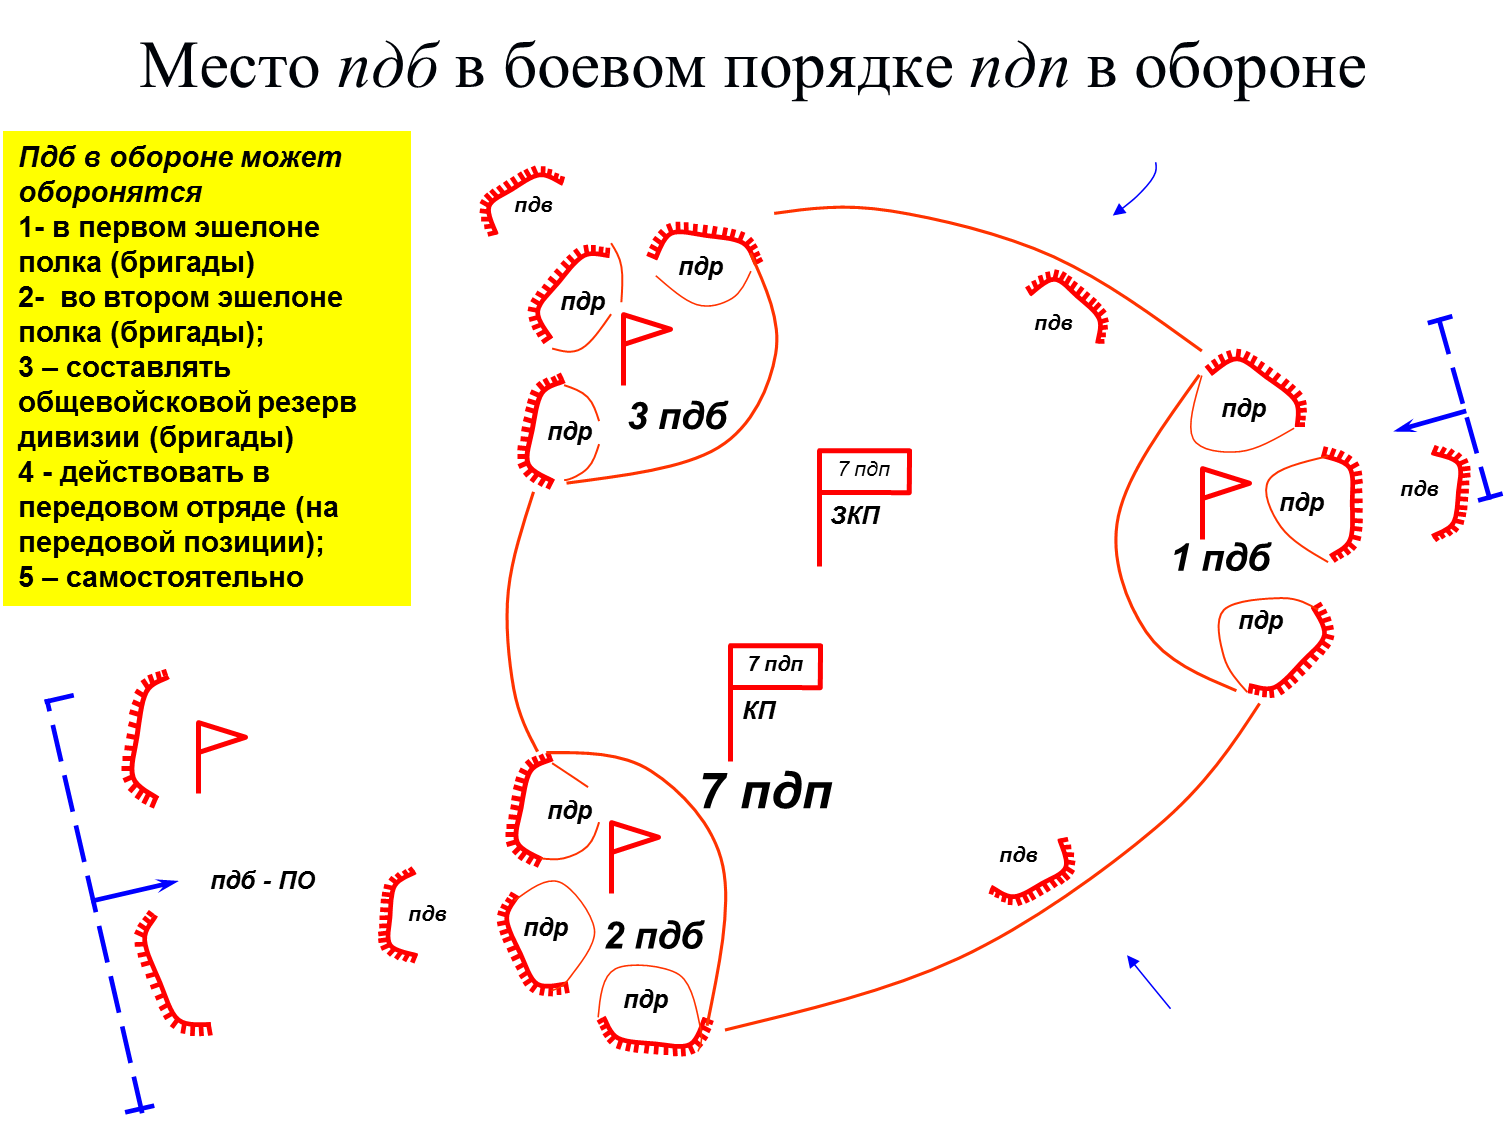 Место пдб в боевом порядке пдп в обороне
Пдб в обороне может
оборонятся
1- в первом эшелоне
полка (бригады)
2-  во втором эшелоне
полка (бригады);
3 – составлять
общевойсковой резерв
дивизии (бригады)
4 - действовать в
передовом отряде (на
передовой позиции);
5 – самостоятельно
пдв
пдр
пдр
3 пдб
пдр
пдв
7 пдп
ЗКП
пдр
пдр
пдв
1 пдб
пдр
7 пдп
КП
7 пдп
пдр
пдб - ПО
пдв
пдр
2 пдб
пдр
пдв